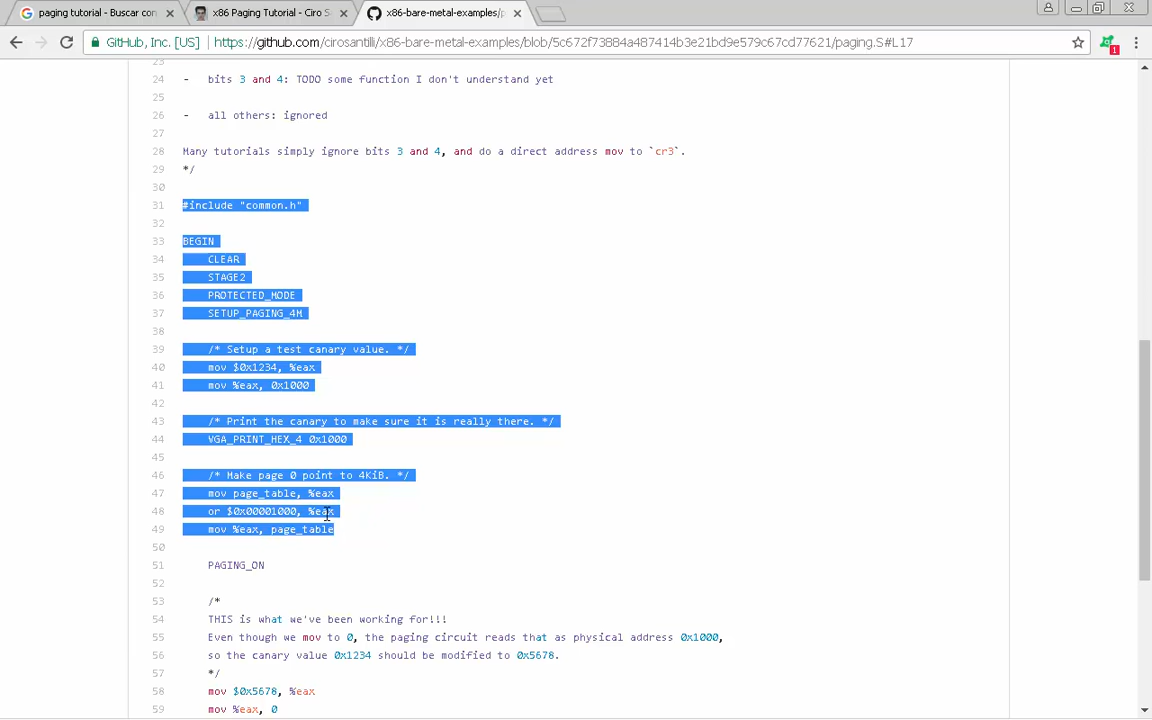 paging tutorial - Buscar con
x86 Paging Tutorial - Ciro S
x86-bare-metal-examples/p
GitHub, Inc. [US] https://github.com/cirosantilli/x86-bare-metal-examples/blob/5c672f73884a487414b3e21bd9e579c67cd77621/paging.S#L17
1
23
24 - bits 3 and 4: TODO some function I don't understand yet
25
26 - all others: ignored
27
28 Many tutorials simply ignore bits 3 and 4, and do a direct address mov to `cr3`.
29 */
30
31 #include "common.h"
32
33 BEGIN
34 CLEAR
35 STAGE2
36 PROTECTED_MODE
37 SETUP_PAGING_4M
38
39 /* Setup a test canary value. */
40 mov $0x1234, %eax
41 mov %eax, 0x1000
42
43 /* Print the canary to make sure it is really there. */
44 VGA_PRINT_HEX_4 0x1000
45
46 /* Make page 0 point to 4KiB. */
47 mov page_table, %eax
48 or $0x00001000, %eax
49 mov %eax, page_table
50
51 PAGING_ON
52
53 /*
54 THIS is what we've been working for!!!
55 Even though we mov to 0, the paging circuit reads that as physical address 0x1000,
56 so the canary value 0x1234 should be modified to 0x5678.
57 */
58 mov $0x5678, %eax
59 mov %eax, 0